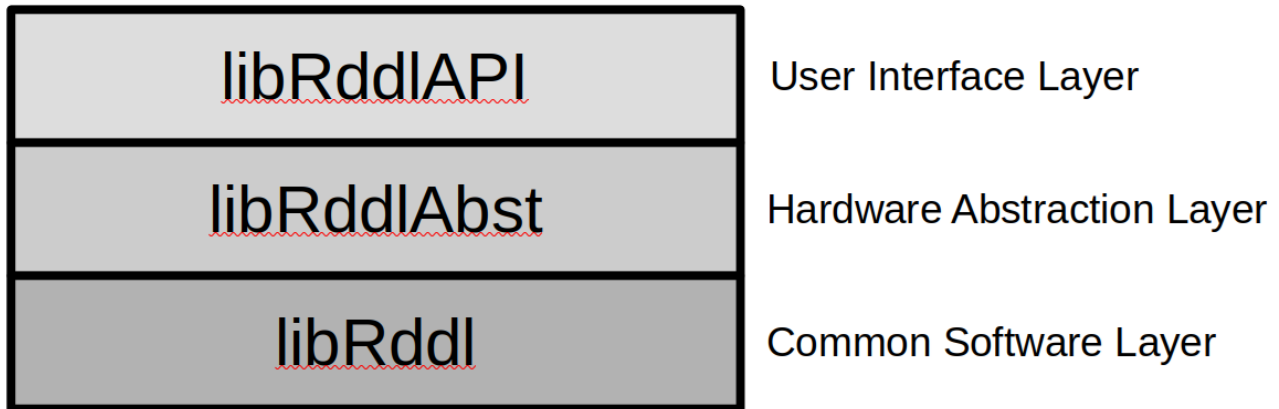 libRddlAPI
User Interface Layer
libRddlAbst
Hardware Abstraction Layer
libRddl
Common Software Layer